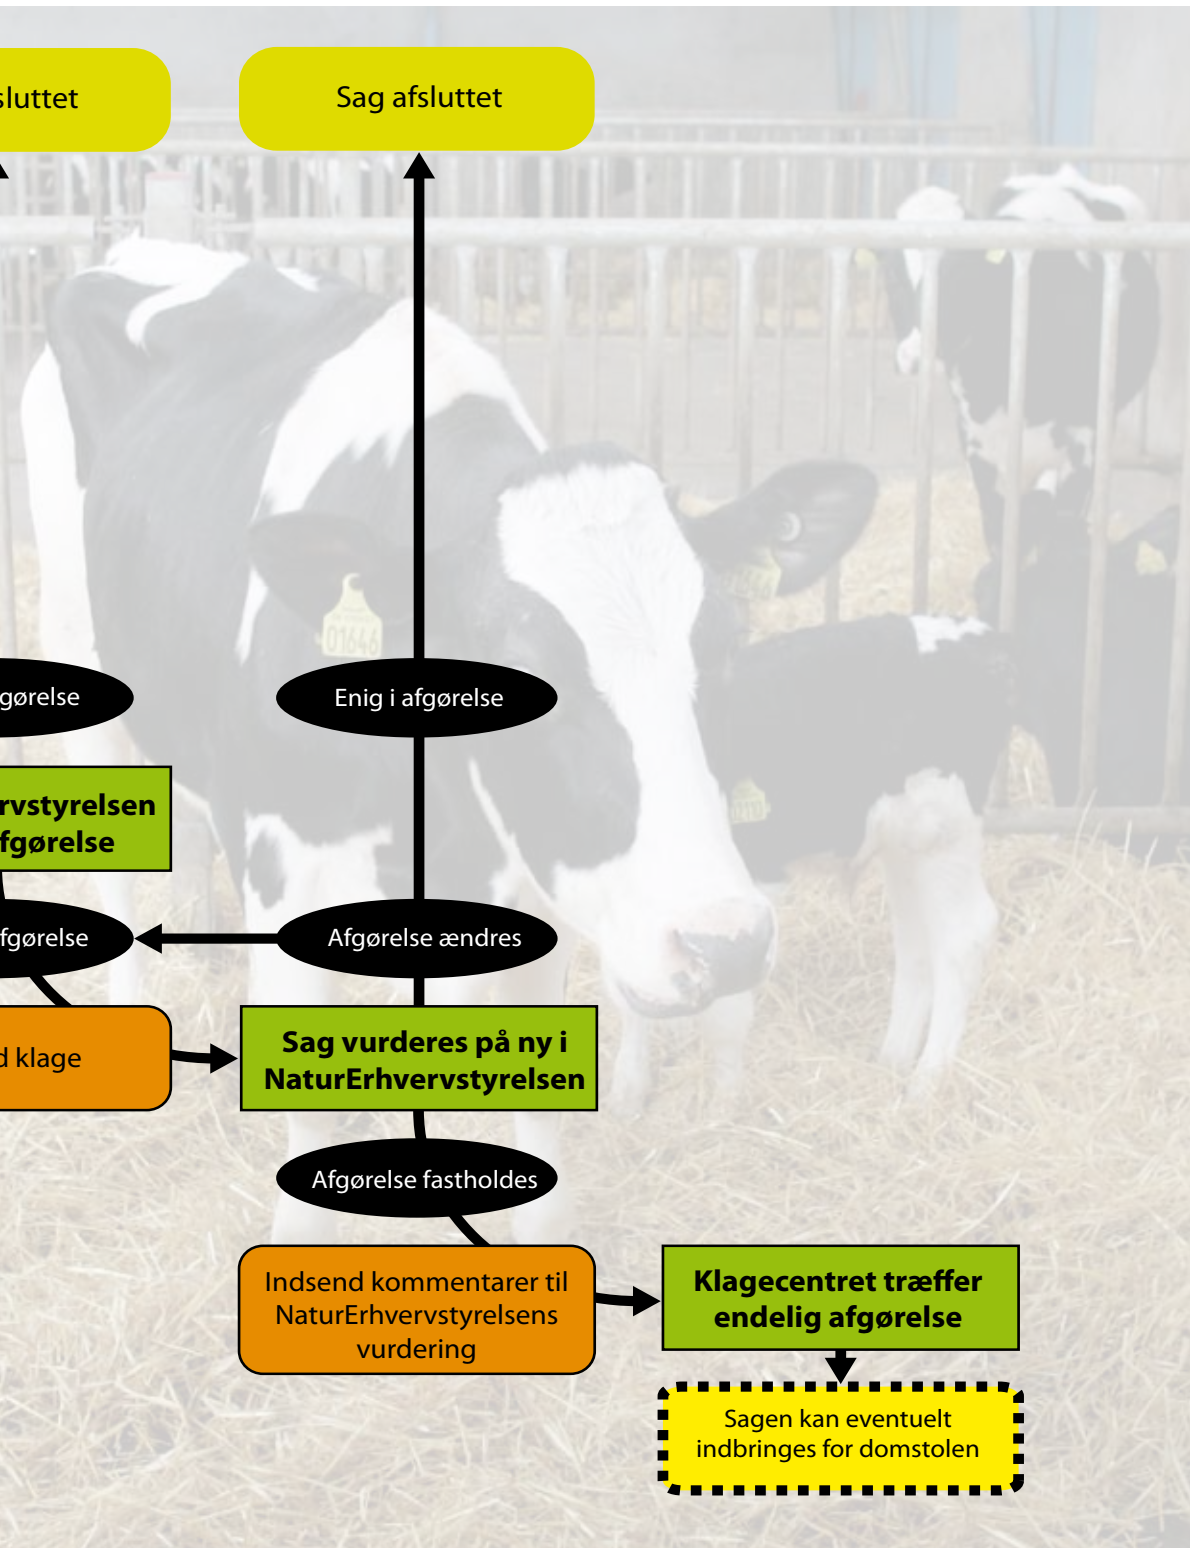 sluttet
Sag afsluttet
01646
gørelse
Enig i afgørelse
rvstyrelsen
fgørelse
fgørelse
Afgørelse ændres
d klage
Sag vurderes på ny i
NaturErhvervstyrelsen
Afgørelse fastholdes
Indsend kommentarer til
NaturErhvervstyrelsens
vurdering
Klagecentret træffer
endelig afgørelse
Sagen kan eventuelt
indbringes for domstolen